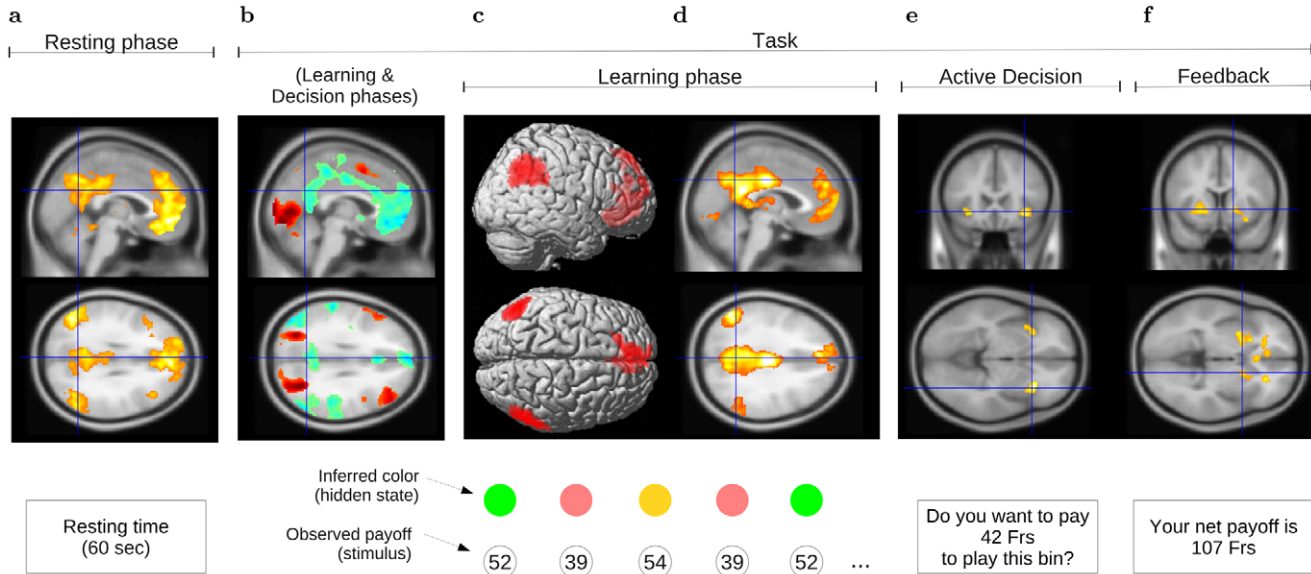 a b c d e f
Resting phase
Task
(Learning &
Decision phases)
Learning phase
Active Decision
Feedback
Inferred color
(hidden state)
Observed payoff
(stimulus)
52 39 54 39 52 ...
Resting time
(60 sec)
Do you want to pay
42 Frs
to play this bin?
Your net payoff is
107 Frs